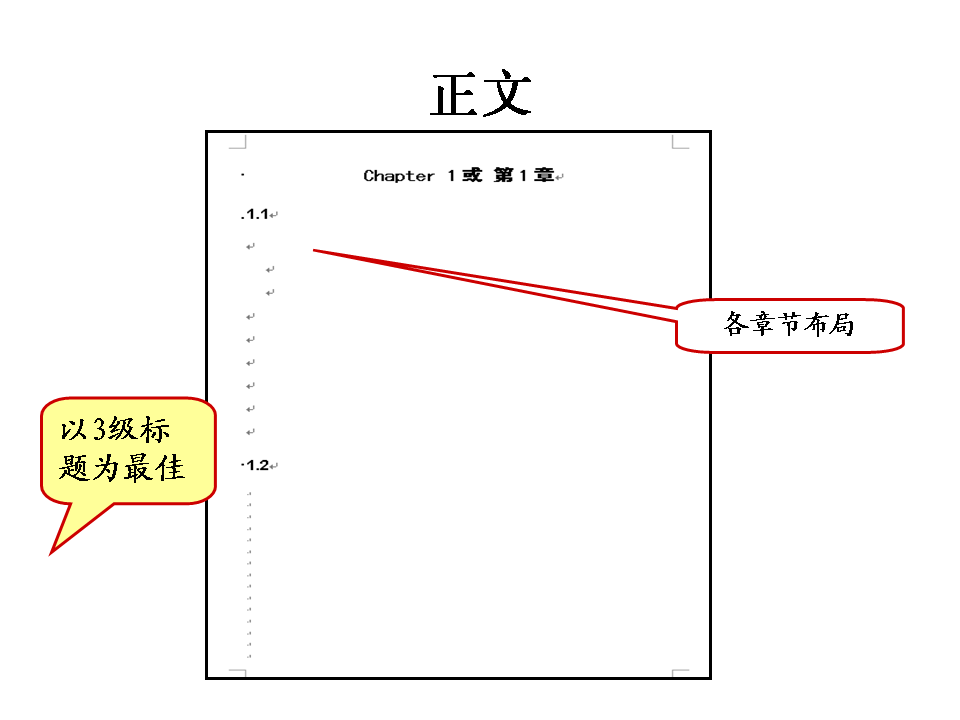 正文
Chapter 1 或 第 1 章
.1.1
各章节布局
以3级标
题为最佳
·1.2